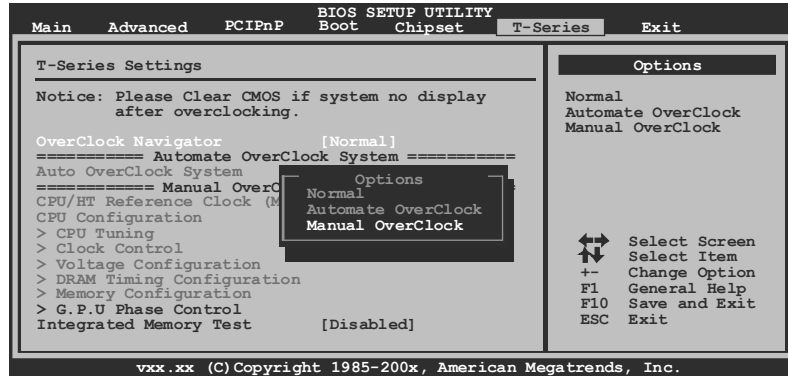 BIOS SETUP UTILITY
Main Advanced PCIPnP Boot Chipset T-Series Exit
T-Series Settings
Notice: Please Clear CMOS if system no display
after overclocking.
OverClock Navigator [Normal]
=========== Automate OverClock System ===========
Auto OverClock System
============ Manual OverC =
CPU/HT Reference Clock (M
CPU Configuration
> CPU Tuning
> Clock Control
> Voltage Configuration
> DRAM Timing Configuration
> Memory Configuration
> G.P.U Phase Control
Integrated Memory Test [Disabled]
Options
Normal
Automate OverClock
Manual OverClock
Options
Normal
Automate OverClock
Manual OverClock
Select Screen
Select Item
+- Change Option
F1 General Help
F10 Save and Exit
ESC Exit
vxx.xx (C)Copyright 1985-200x, American Megatrends, Inc.